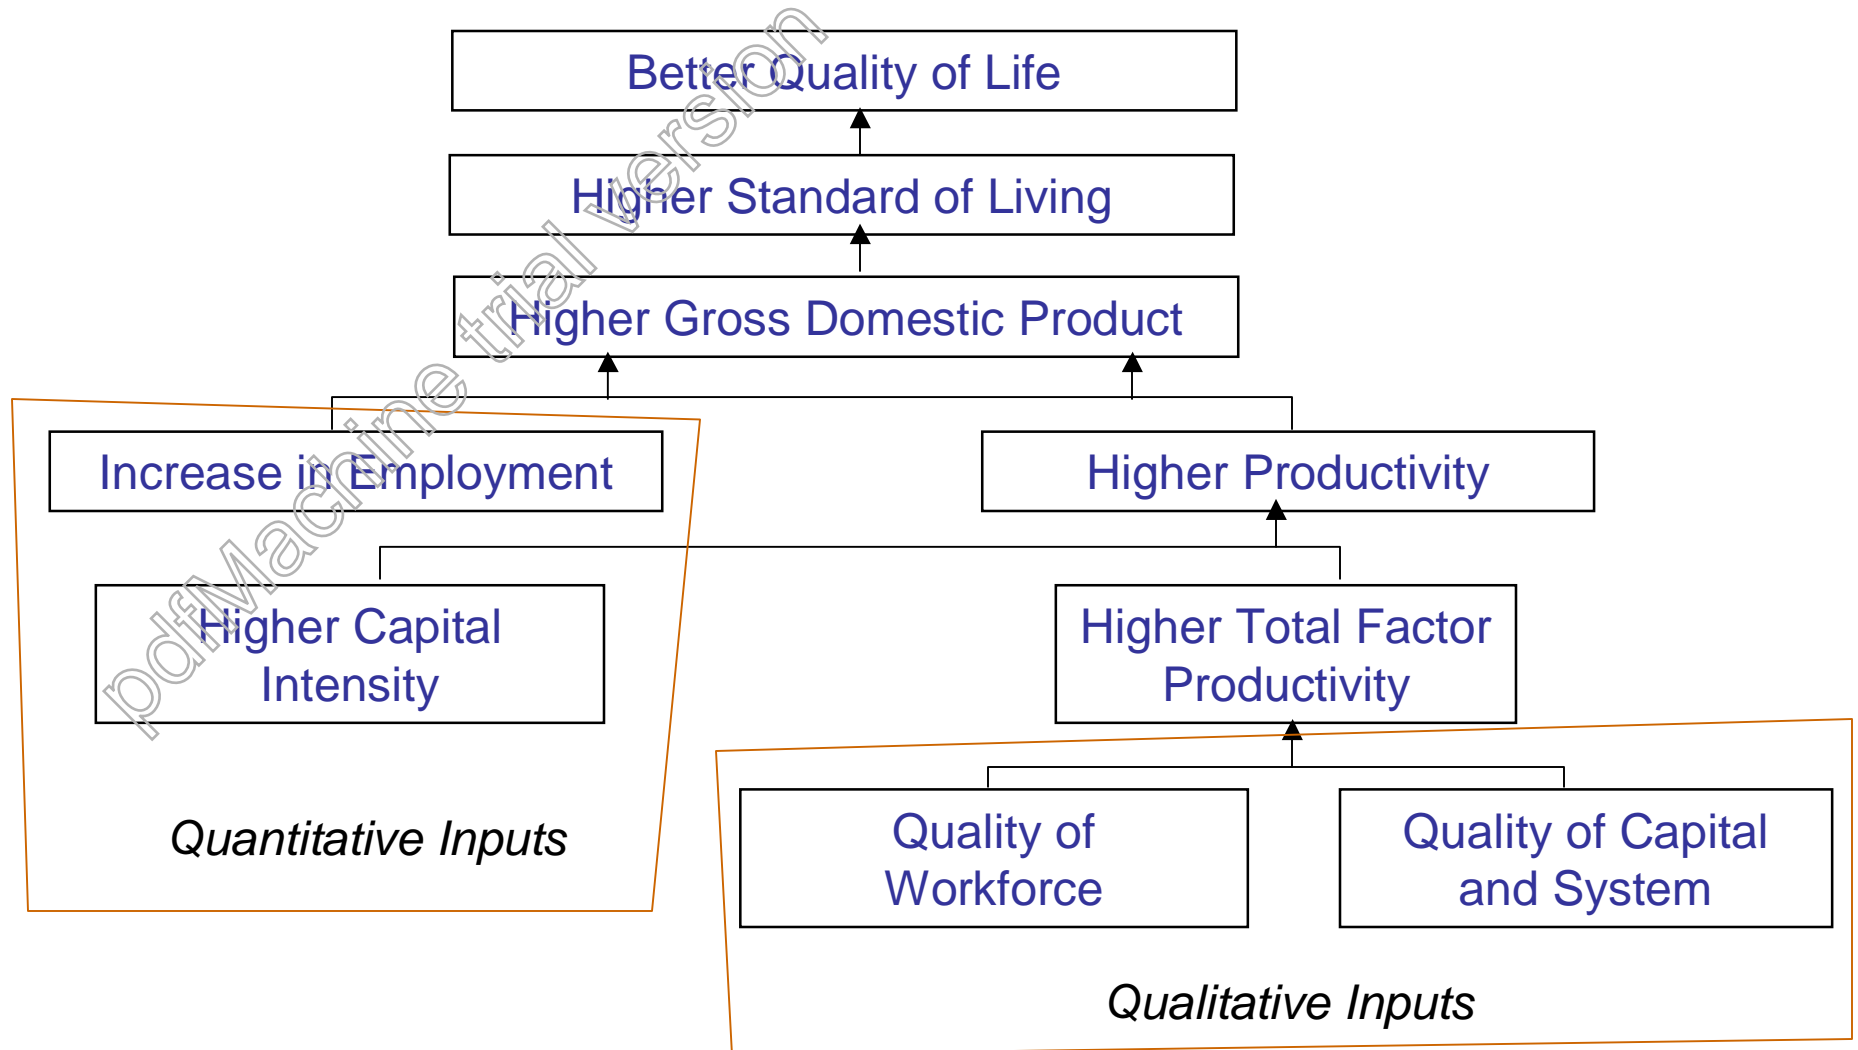 Better Quality of Life
Higher Standard of Living
Higher Gross Domestic Product
Increase in Employment
Higher Productivity
Higher Capital
Intensity
Higher Total Factor
Productivity
Quantitative Inputs
Quality of
Workforce
Quality of Capital
and System
Qualitative Inputs
pdfMachine trial version